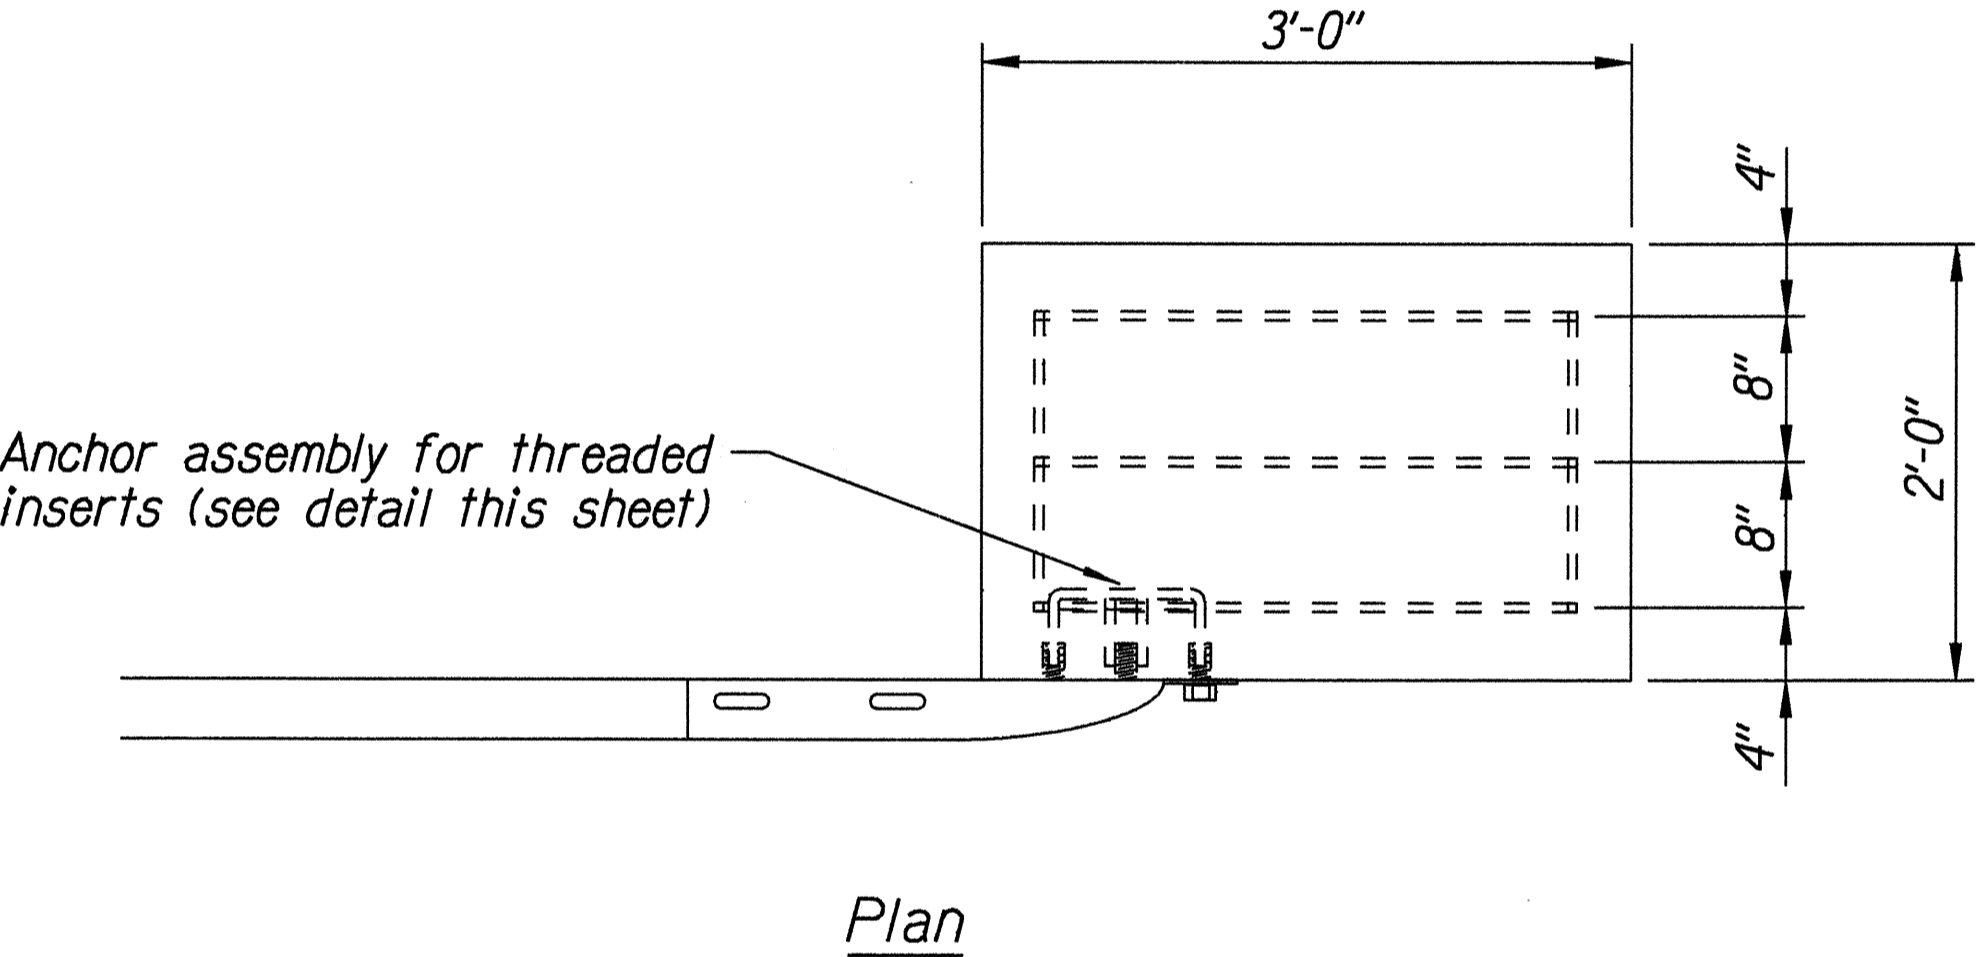 3'-0"
4"
8"
8"
4"
2'-0"
Anchor assembly for threaded
inserts (see detail this sheet)
Plan